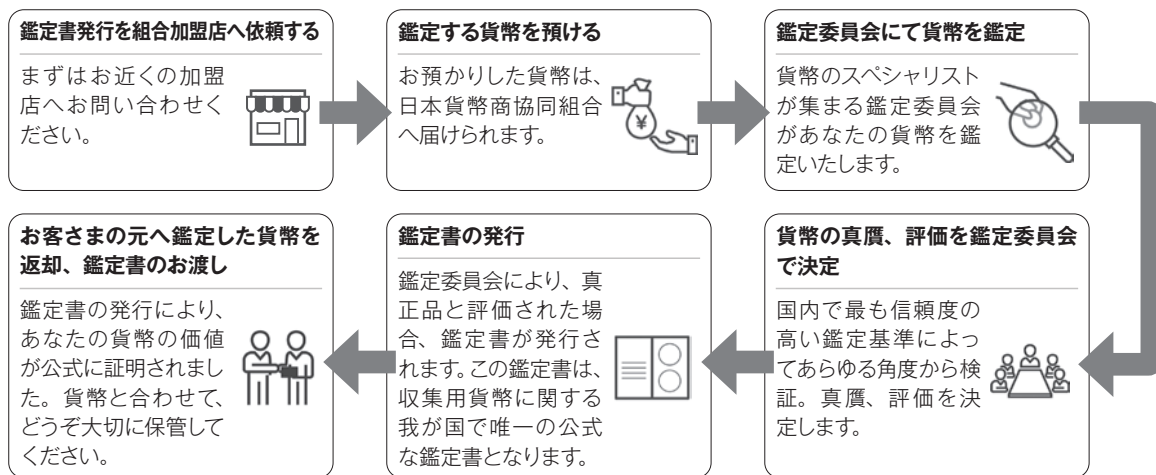 鑑定書発行を組合加盟店へ依頼する
まずはお近くの加盟
店へお問い合わせく
ださい。
鑑定する貨幣を預ける
お預かりした貨幣は、
日本貨幣商協同組合
へ届けられます。
¥
鑑定委員会にて貨幣を鑑定
貨幣のスペシャリスト
が集まる鑑定委員会
があなたの貨幣を鑑
定いたします。
貨幣の真贋、評価を鑑定委員会
で決定
国内で最も信頼度の
高い鑑定基準によっ
てあらゆる角度から検
証。真贋、評価を決
定します。
鑑定書の発行
鑑定委員会により、真
正品と評価された場
合、鑑定書が発行さ
れます。この鑑定書は、
収集用貨幣に関する
我が国で唯一の公式
な鑑定書となります。
お客さまの元へ鑑定した貨幣を
返却、鑑定書のお渡し
鑑定書の発行により、
あなたの貨幣の価値
が公式に証明されまし
た。貨幣と合わせて、
どうぞ大切に保管して
ください。